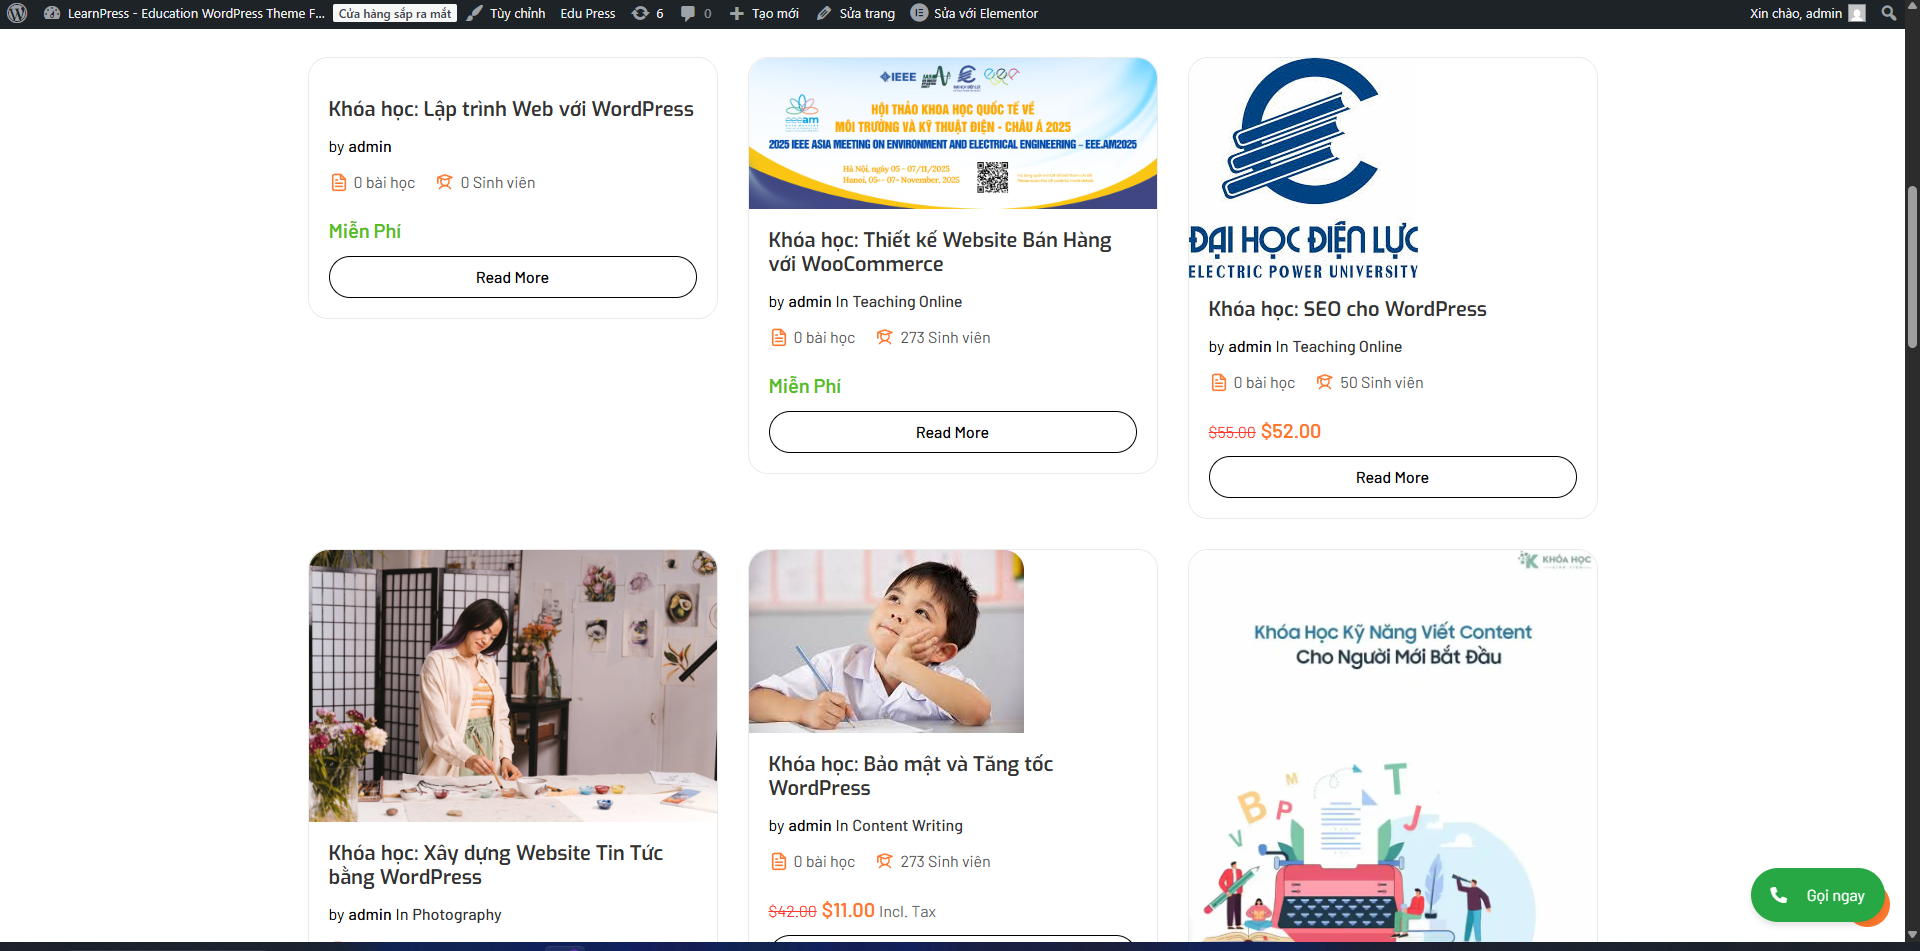 LearnPress - Education WordPress Theme F...
Cửa hàng sắp ra mắt
Tùy chỉnh
Edu Press
6
0
Tạo mới
Sửa trang
Sửa với Elementor
Xin chào, admin
Khóa học: Lập trình Web với WordPress
by admin
0 bài học
0 Sinh viên
Miễn Phí
Read More
IEEE
HỘI THẢO KHOA HỌC QUỐC TẾ VỀ
MÔI TRƯỜNG VÀ KỸ THUẬT ĐIỆN - CHÂU Á 2025
2025 IEEE ASIA MEETING ON ENVIRONMENT AND ELECTRICAL ENGINEERING - EEE.AM2025
Hà Nội, ngày 05 - 07/11/2025
Hanoi, 05-- 07- November, 2025
Khóa học: Thiết kế Website Bán Hàng
với WooCommerce
by admin In Teaching Online
0 bài học
273 Sinh viên
Miễn Phí
Read More
ĐẠI HỌC ĐIỆN LỰC
ELECTRIC POWER UNIVERSITY
Khóa học: SEO cho WordPress
by admin In Teaching Online
0 bài học
50 Sinh viên
$55.00 $52.00
Read More
Khóa học: Xây dựng Website Tin Tức
bằng WordPress
by admin In Photography
Khóa học: Bảo mật và Tăng tốc
WordPress
by admin In Content Writing
0 bài học
273 Sinh viên
$42.00 $11.00 Incl. Tax
KHÓA HỌC
Khóa Học Kỹ Năng Viết Content
Cho Người Mới Bắt Đầu
B
M
P
T
V
J
Gọi ngay